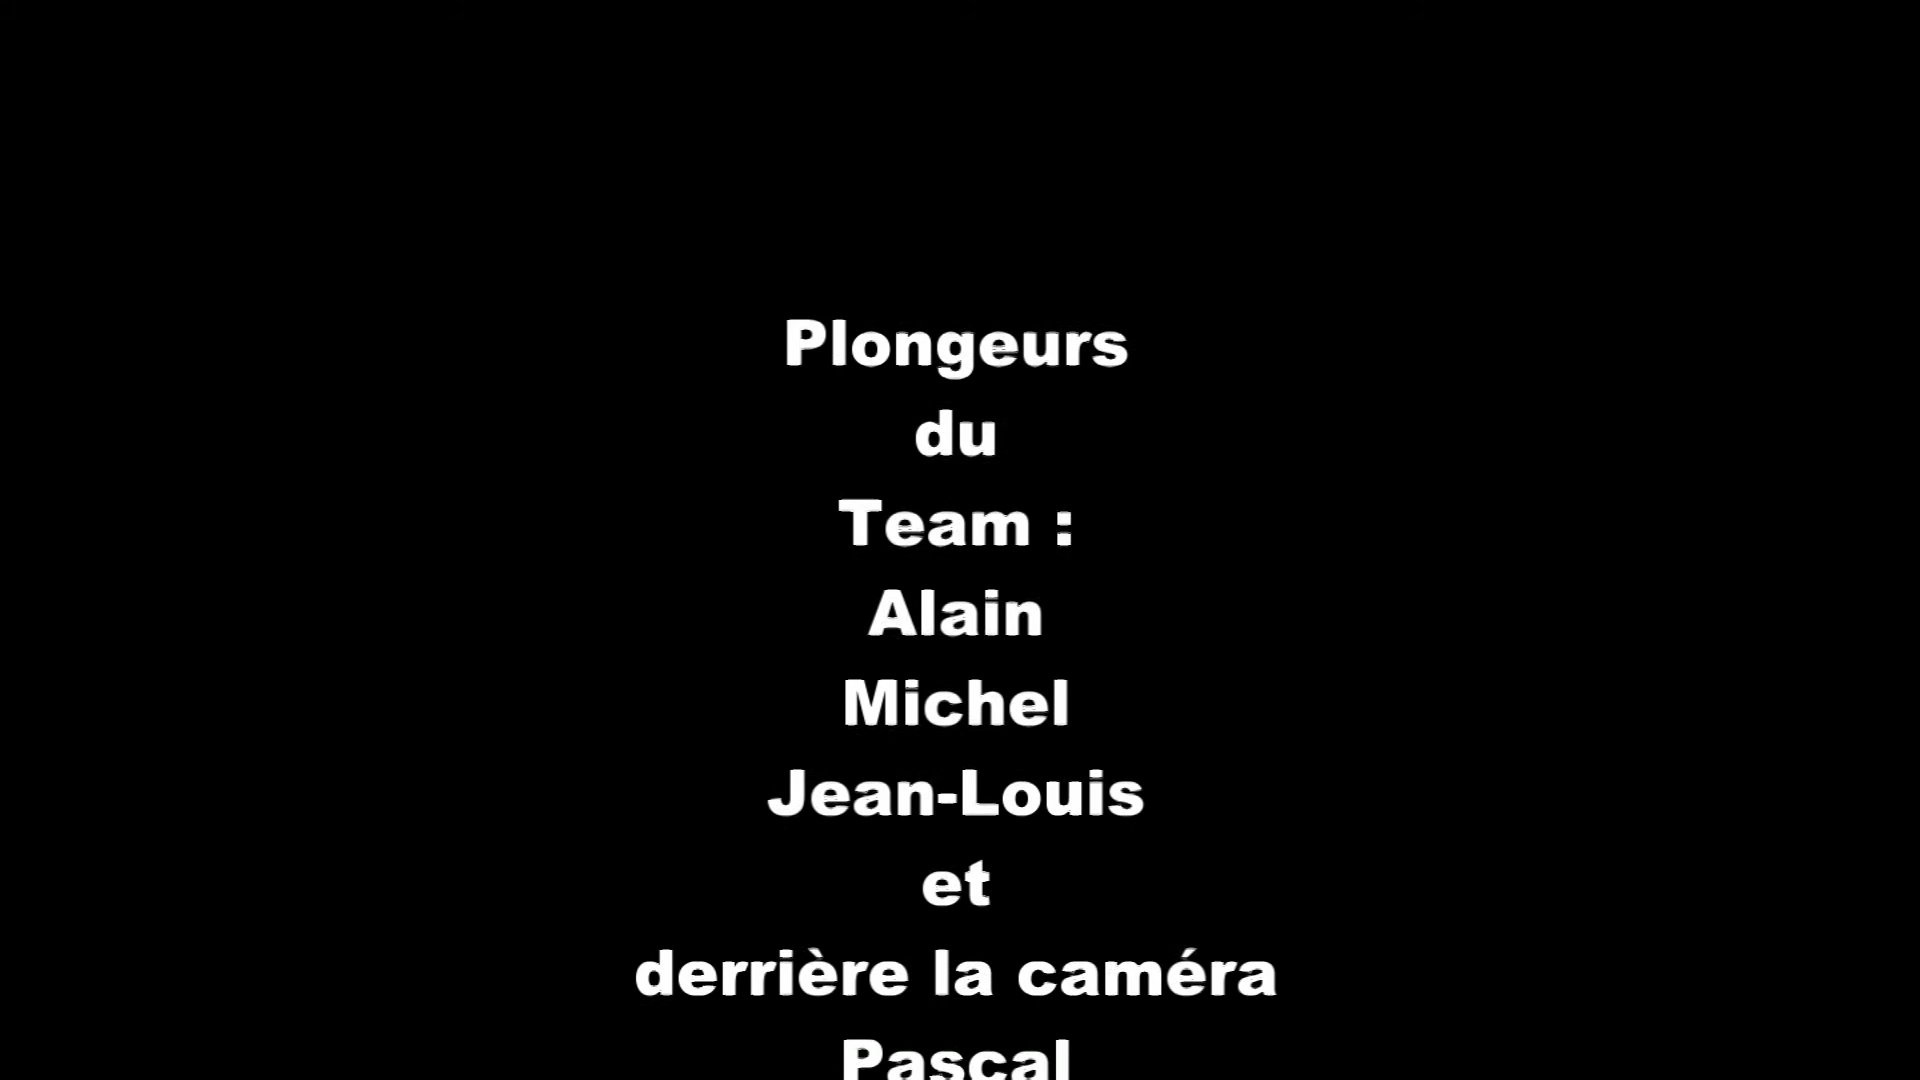 Plongeurs
du
Team :
Alain
Michel
Jean-Louis
et
derrière la caméra
Pascal